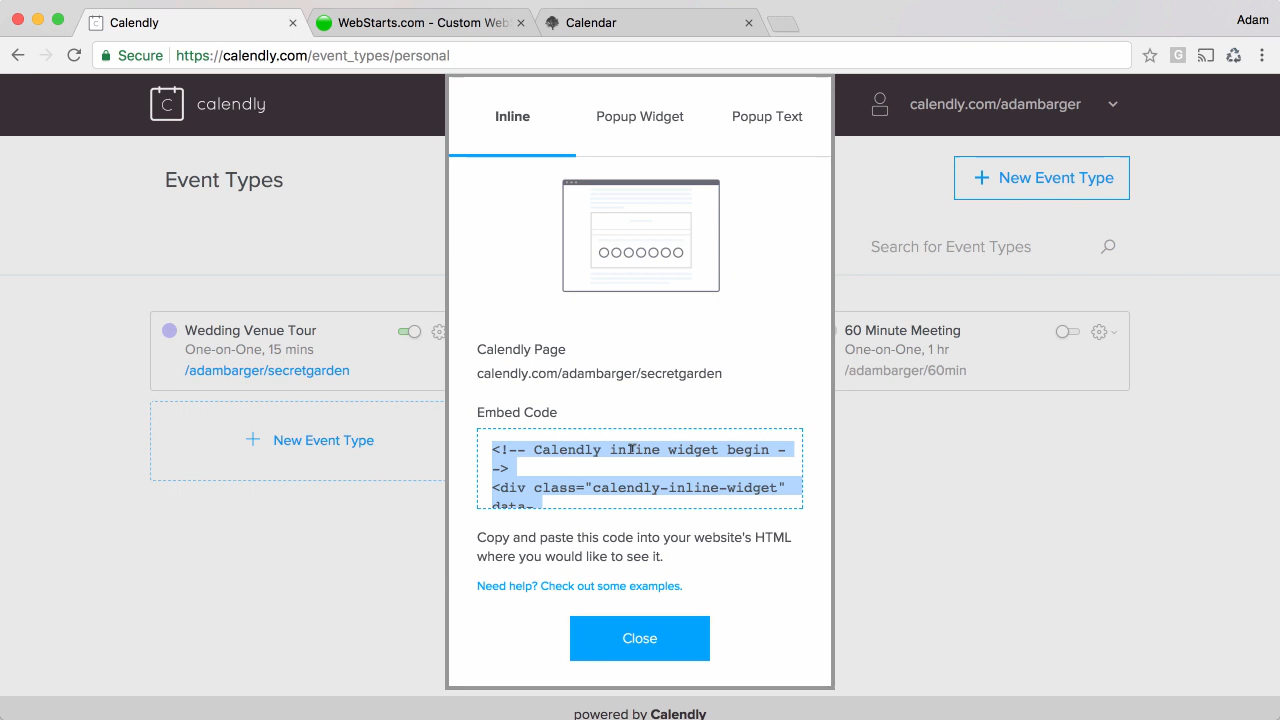 Calendly
WebStarts.com - Custom Web
Calendar
Adam
Secure
https://calendly.com/event_types/personal
G
C
calendly
calendly.com/adambarger
Inline
Popup Widget
Popup Text
Event Types
+ New Event Type
Search for Event Types
Wedding Venue Tour
One-on-One, 15 mins
/adambarger/secretgarden
60 Minute Meeting
One-on-One, 1 hr
/adambarger/60min
+ New Event Type
Calendly Page
calendly.com/adambarger/secretgarden
Embed Code
<!-- Calendly inline widget begin -
->
<div class="calendly-inline-widget"
data-
Copy and paste this code into your website's HTML
where you would like to see it.
Need help? Check out some examples.
Close
powered by Calendly